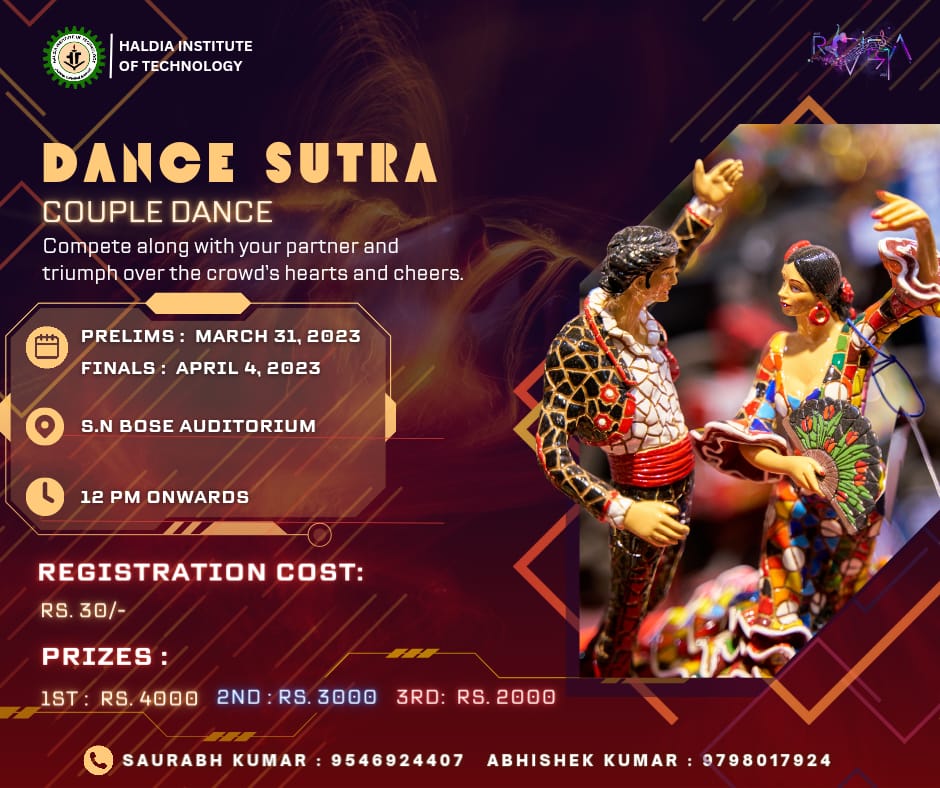 HALDIA INSTITUTE
OF TECHNOLOGY
DANCE SUTRA
COUPLE DANCE
Compete along with your partner and
triumph over the crowd's hearts and cheers.
PRELIMS : MARCH 31, 2023
FINALS : APRIL 4, 2023
S.N BOSE AUDITORIUM
12 PM ONWARDS
REGISTRATION COST:
RS. 30/-
PRIZES :
1ST : RS. 4000 2ND : RS. 3000 3RD: RS. 2000
SAURABH KUMAR : 9546924407 ABHISHEK KUMAR : 9798017924